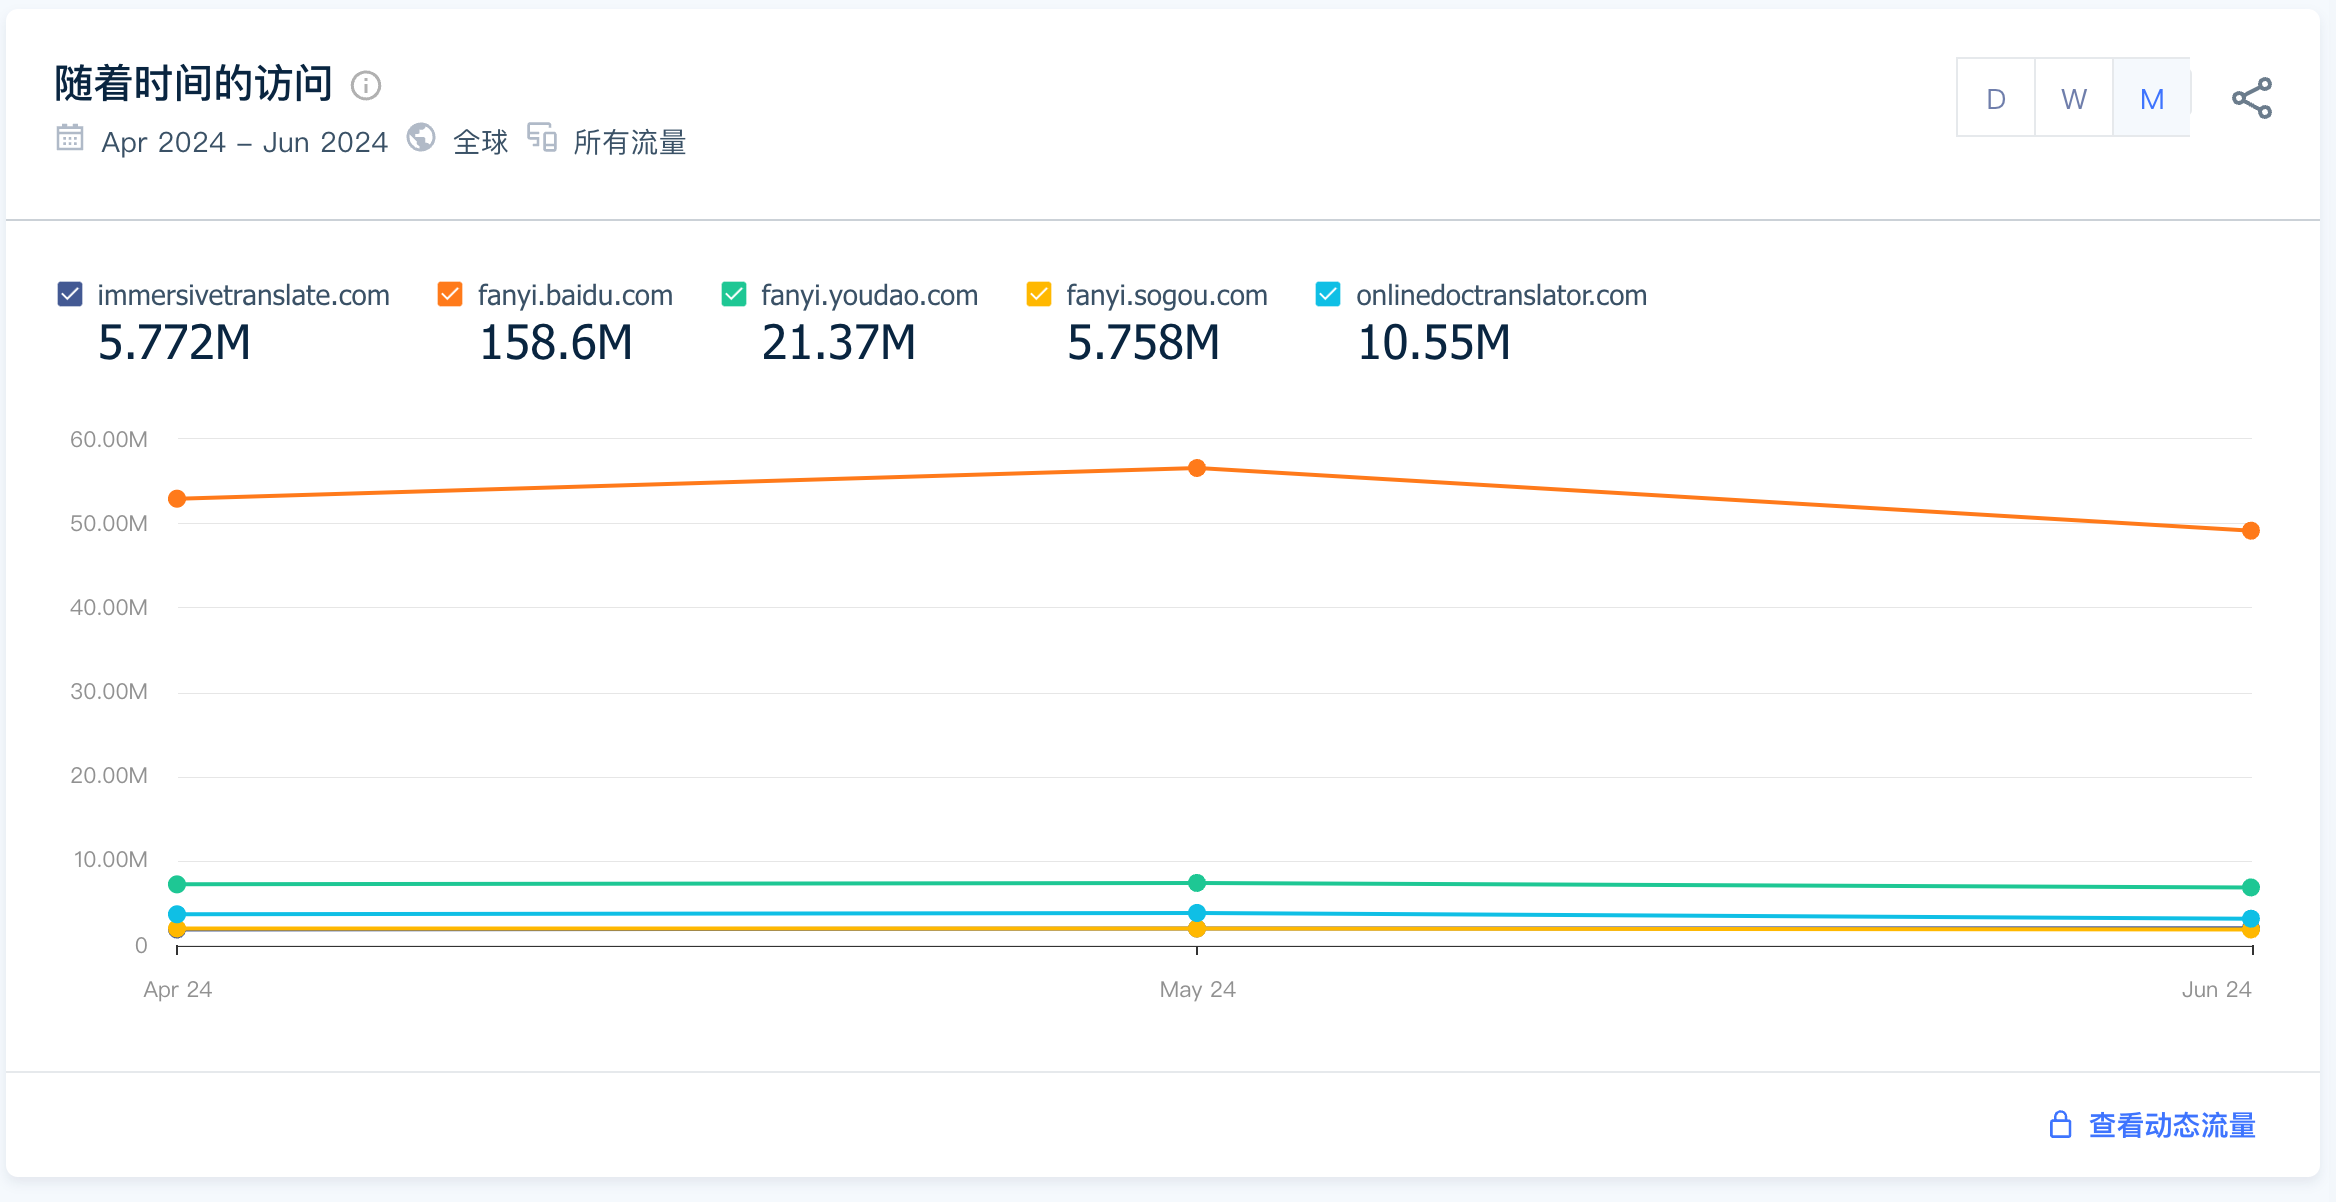 随着时间的访问
Apr 2024 – Jun 2024 全球 所有流量
D W M
immersivetranslate.com fanyi.baidu.com fanyi.youdao.com fanyi.sogou.com onlinedoctranslator.com
5.772M 158.6M 21.37M 5.758M 10.55M
60.00M
50.00M
40.00M
30.00M
20.00M
10.00M
0
Apr 24 May 24 Jun 24
查看动态流量